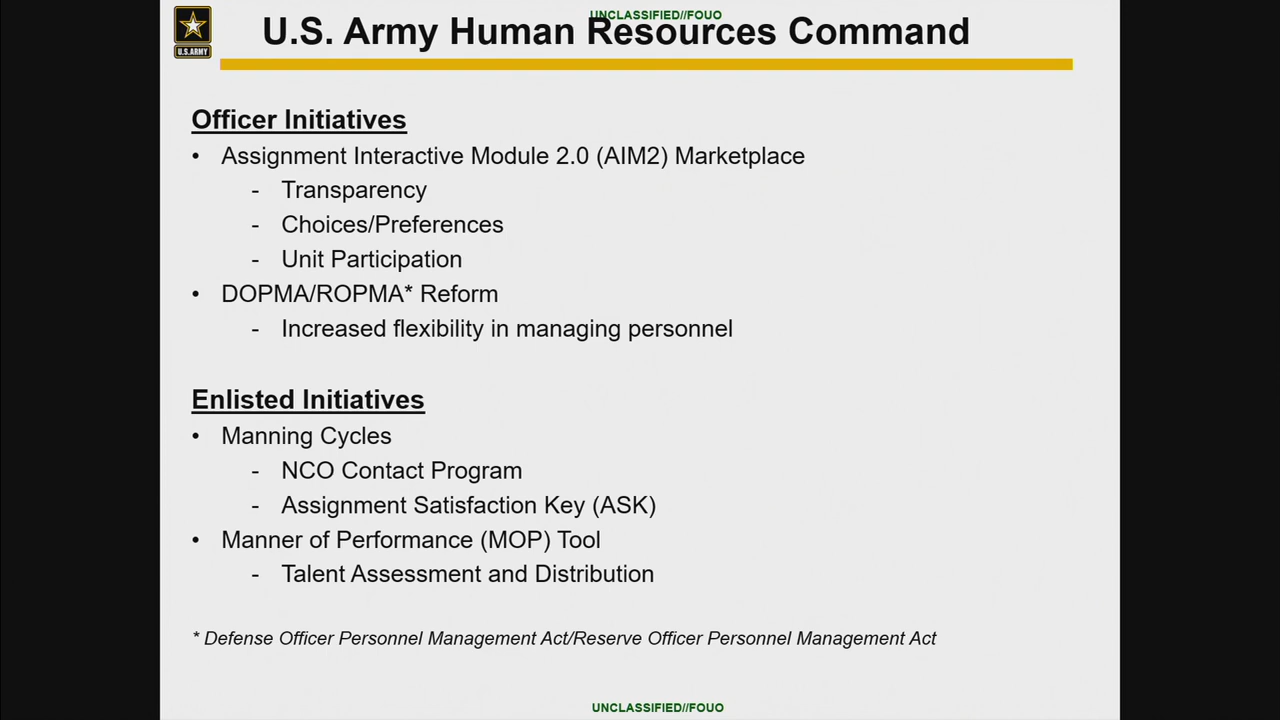 UNCLASSIFIED//FOUO
U.S. Army Human Resources Command
U.S.ARMY
Officer Initiatives
• Assignment Interactive Module 2.0 (AIM2) Marketplace
- Transparency
- Choices/Preferences
- Unit Participation
• DOPMA/ROPMA* Reform
- Increased flexibility in managing personnel
Enlisted Initiatives
• Manning Cycles
- NCO Contact Program
- Assignment Satisfaction Key (ASK)
• Manner of Performance (MOP) Tool
- Talent Assessment and Distribution
* Defense Officer Personnel Management Act/Reserve Officer Personnel Management Act
UNCLASSIFIED//FOUO